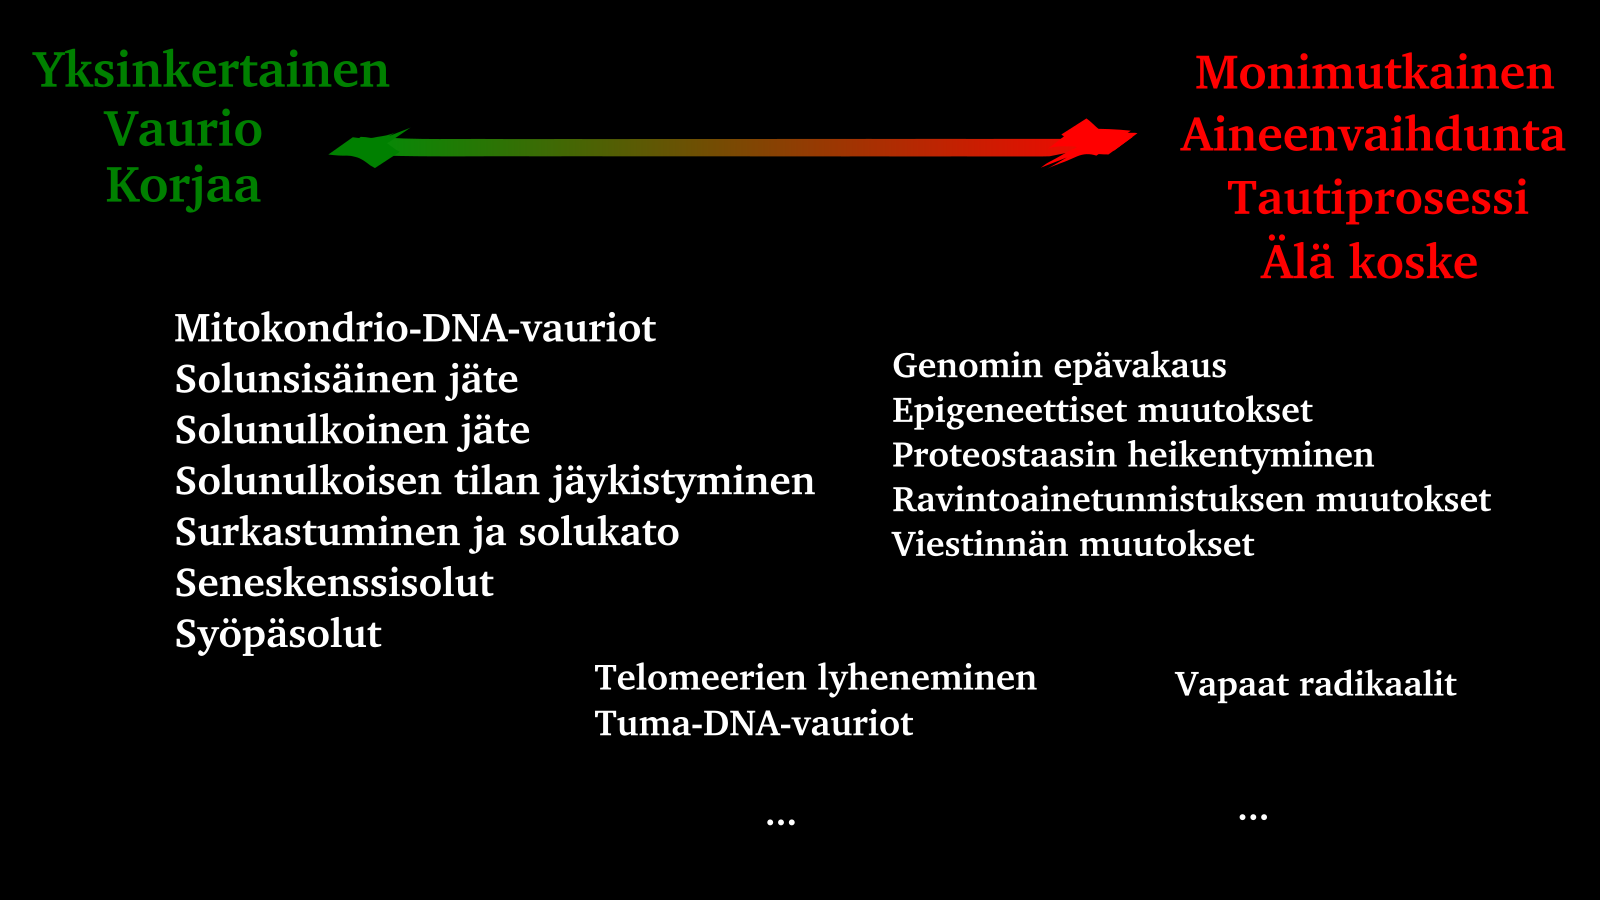 Yksinkertainen
Vaurio
Korjaa
Monimutkainen
Aineenvaihdunta
Tautiprosessi
Älä koske
Mitokondrio-DNA-vauriot
Solunsisäinen jäte
Solunulkoinen jäte
Solunulkoisen tilan jäykistyminen
Surkastuminen ja solukato
Seneskenssisolut
Syöpäsolut
Genomin epävakaus
Epigeneettiset muutokset
Proteostaasin heikentyminen
Ravintoainetunnistuksen muutokset
Viestinnän muutokset
Telomeerien lyheneminen
Tuma-DNA-vauriot
...
Vapaat radikaalit
...